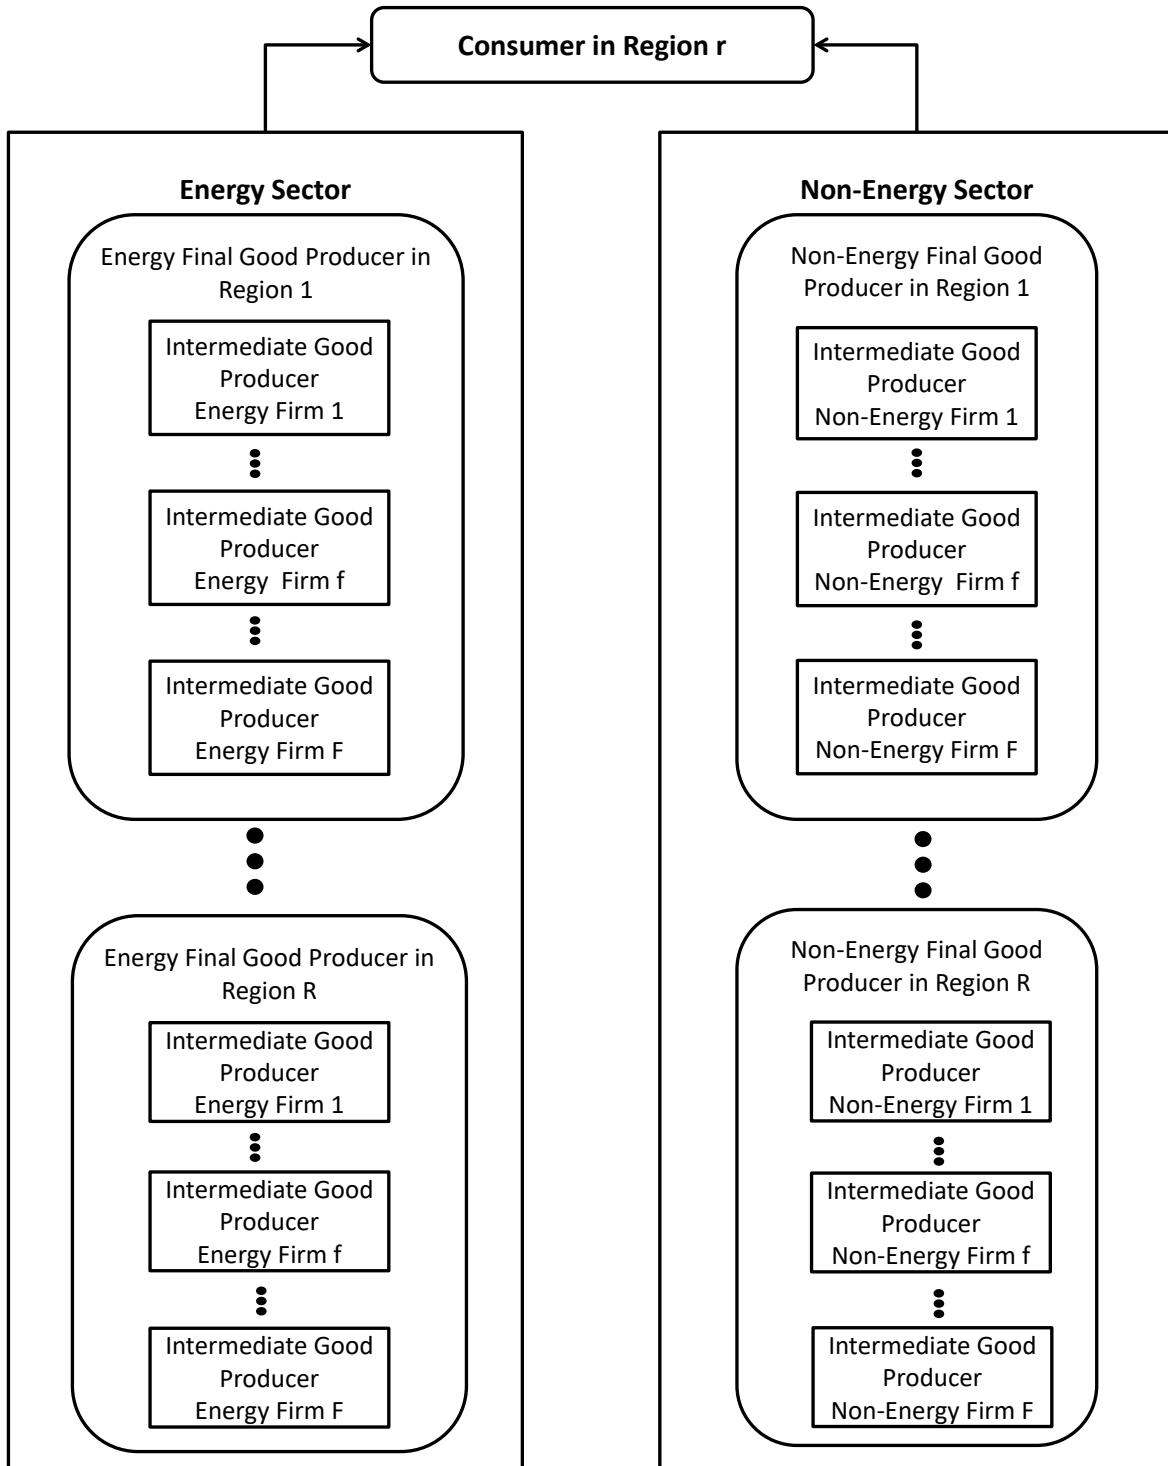 Consumer in Region r
Energy Sector
Energy Final Good Producer in
Region 1
Intermediate Good
Producer
Energy Firm 1
Intermediate Good
Producer
Energy  Firm f
Intermediate Good
Producer
Energy Firm F
Energy Final Good Producer in
Region R
Intermediate Good
Producer
Energy Firm 1
Intermediate Good
Producer
Energy Firm f
Intermediate Good
Producer
Energy Firm F
Non-Energy Sector
Non-Energy Final Good
Producer in Region 1
Intermediate Good
Producer
Non-Energy Firm 1
Intermediate Good
Producer
Non-Energy  Firm f
Intermediate Good
Producer
Non-Energy Firm F
Non-Energy Final Good
Producer in Region R
Intermediate Good
Producer
Non-Energy Firm 1
Intermediate Good
Producer
Non-Energy Firm f
Intermediate Good
Producer
Non-Energy Firm F